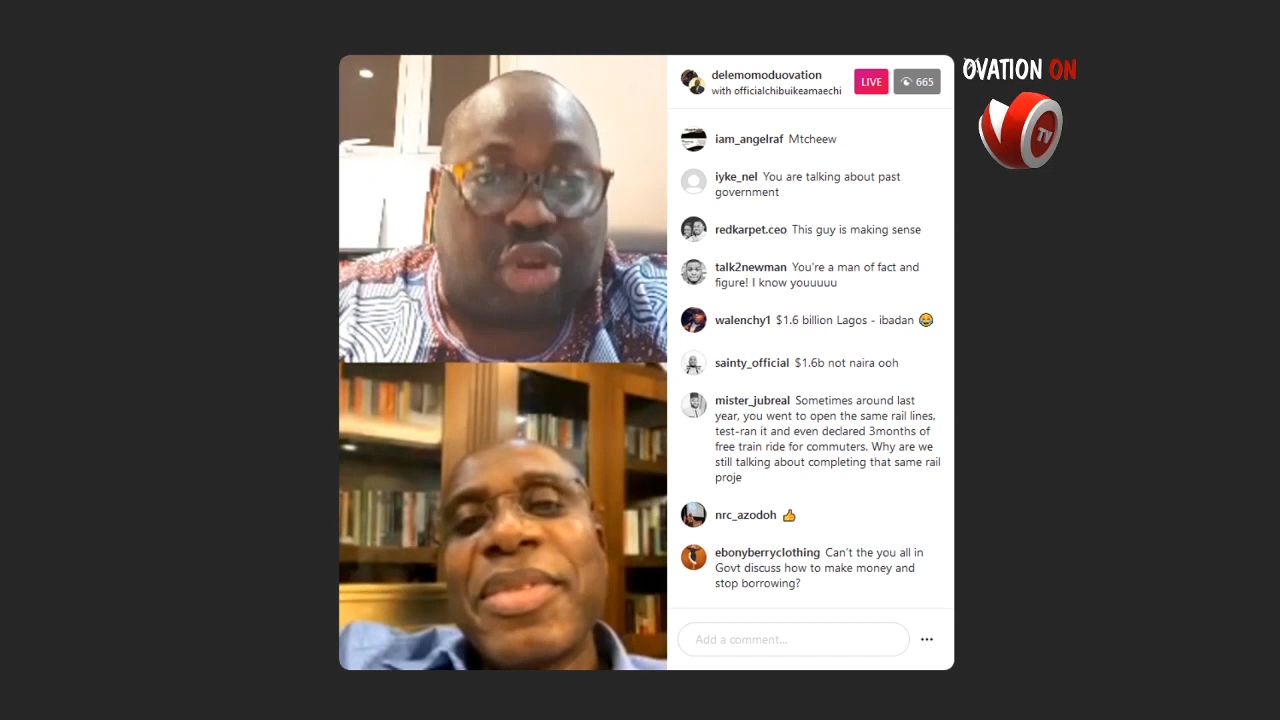 delemomoduovation
with officialchibuikeamaechi
LIVE
665
OVATION ON
TV
iam_angelraf Mtcheew
iyke_nel You are talking about past
government
redkarpet.ceo This guy is making sense
talk2newman You're a man of fact and
figure! I know youuuuu
walenchy1 $1.6 billion Lagos - ibadan 😂
sainty_official $1.6b not naira ooh
mister_jubreal Sometimes around last
year, you went to open the same rail lines,
test-ran it and even declared 3months of
free train ride for commuters. Why are we
still talking about completing that same rail
proje
nrc_azodoh 👍
ebonyberryclothing Can't the you all in
Govt discuss how to make money and
stop borrowing?
Add a comment...